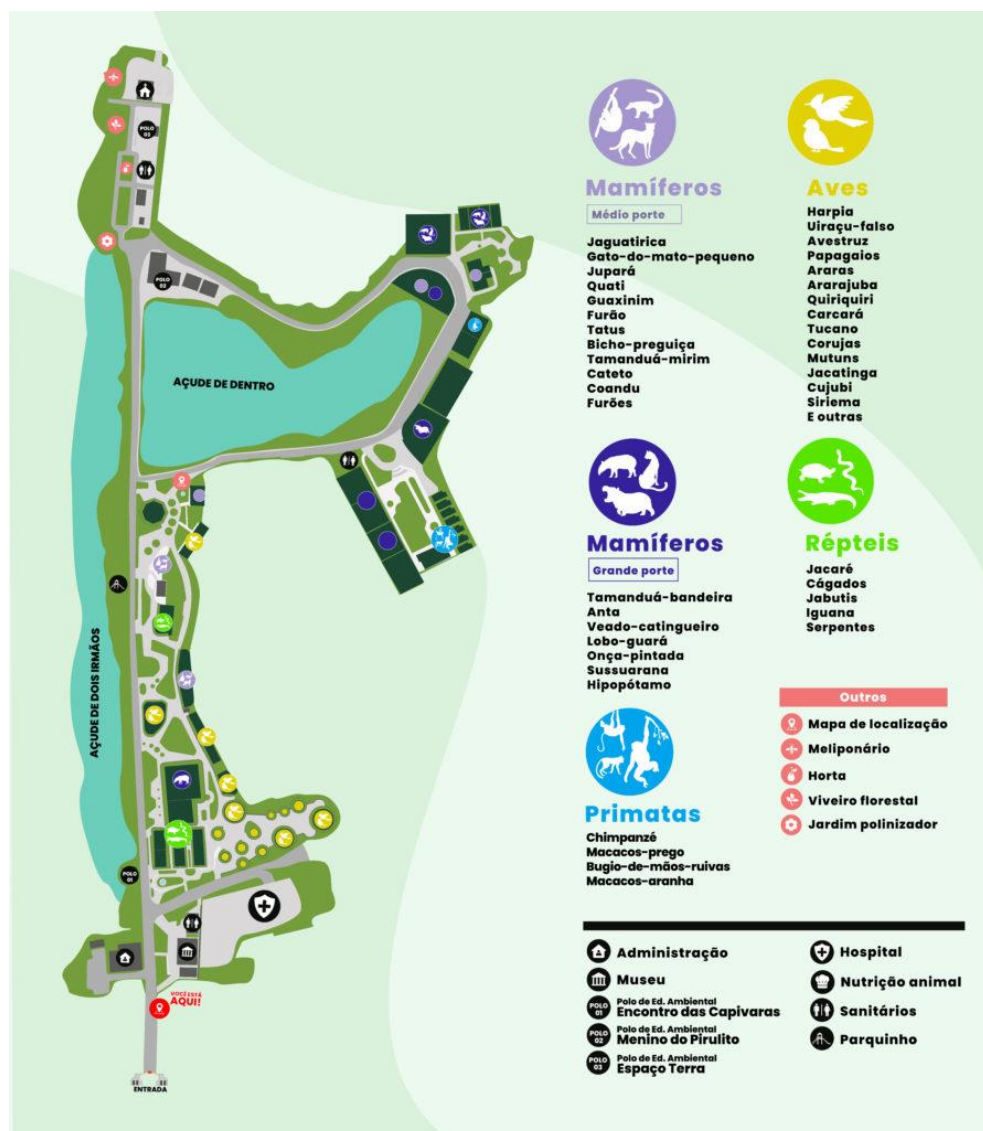 POLO
03
POLO
02
AÇUDE DE DENTRO
AÇUDE DE DOIS IRMÃOS
POLO
01
VOCÊ ESTÁ
AQUI!
ENTRADA
Mamíferos
Médio porte
Jaguatirica
Gato-do-mato-pequeno
Jupará
Quati
Guaxinim
Furão
Tatus
Bicho-preguiça
Tamanduá-mirim
Cateto
Coandu
Furões
Aves
Harpia
Uiraçu-falso
Avestruz
Papagaios
Araras
Ararajuba
Quiriquiri
Carcará
Tucano
Corujas
Mutuns
Jacatinga
Cujubi
Siriema
E outras
Mamíferos
Grande porte
Tamanduá-bandeira
Anta
Veado-catingueiro
Lobo-guará
Onça-pintada
Sussuarana
Hipopótamo
Répteis
Jacaré
Cágados
Jabutis
Iguana
Serpentes
Primatas
Chimpanzé
Macacos-prego
Bugio-de-mãos-ruivas
Macacos-aranha
Outros
Mapa de localização
Meliponário
Horta
Viveiro florestal
Jardim polinizador
Administração
Museu
POLO
01
Polo de Ed. Ambiental
Encontro das Capivaras
POLO
02
Polo de Ed. Ambiental
Menino do Pirulito
POLO
03
Polo de Ed. Ambiental
Espaço Terra
Hospital
Nutrição animal
Sanitários
Parquinho